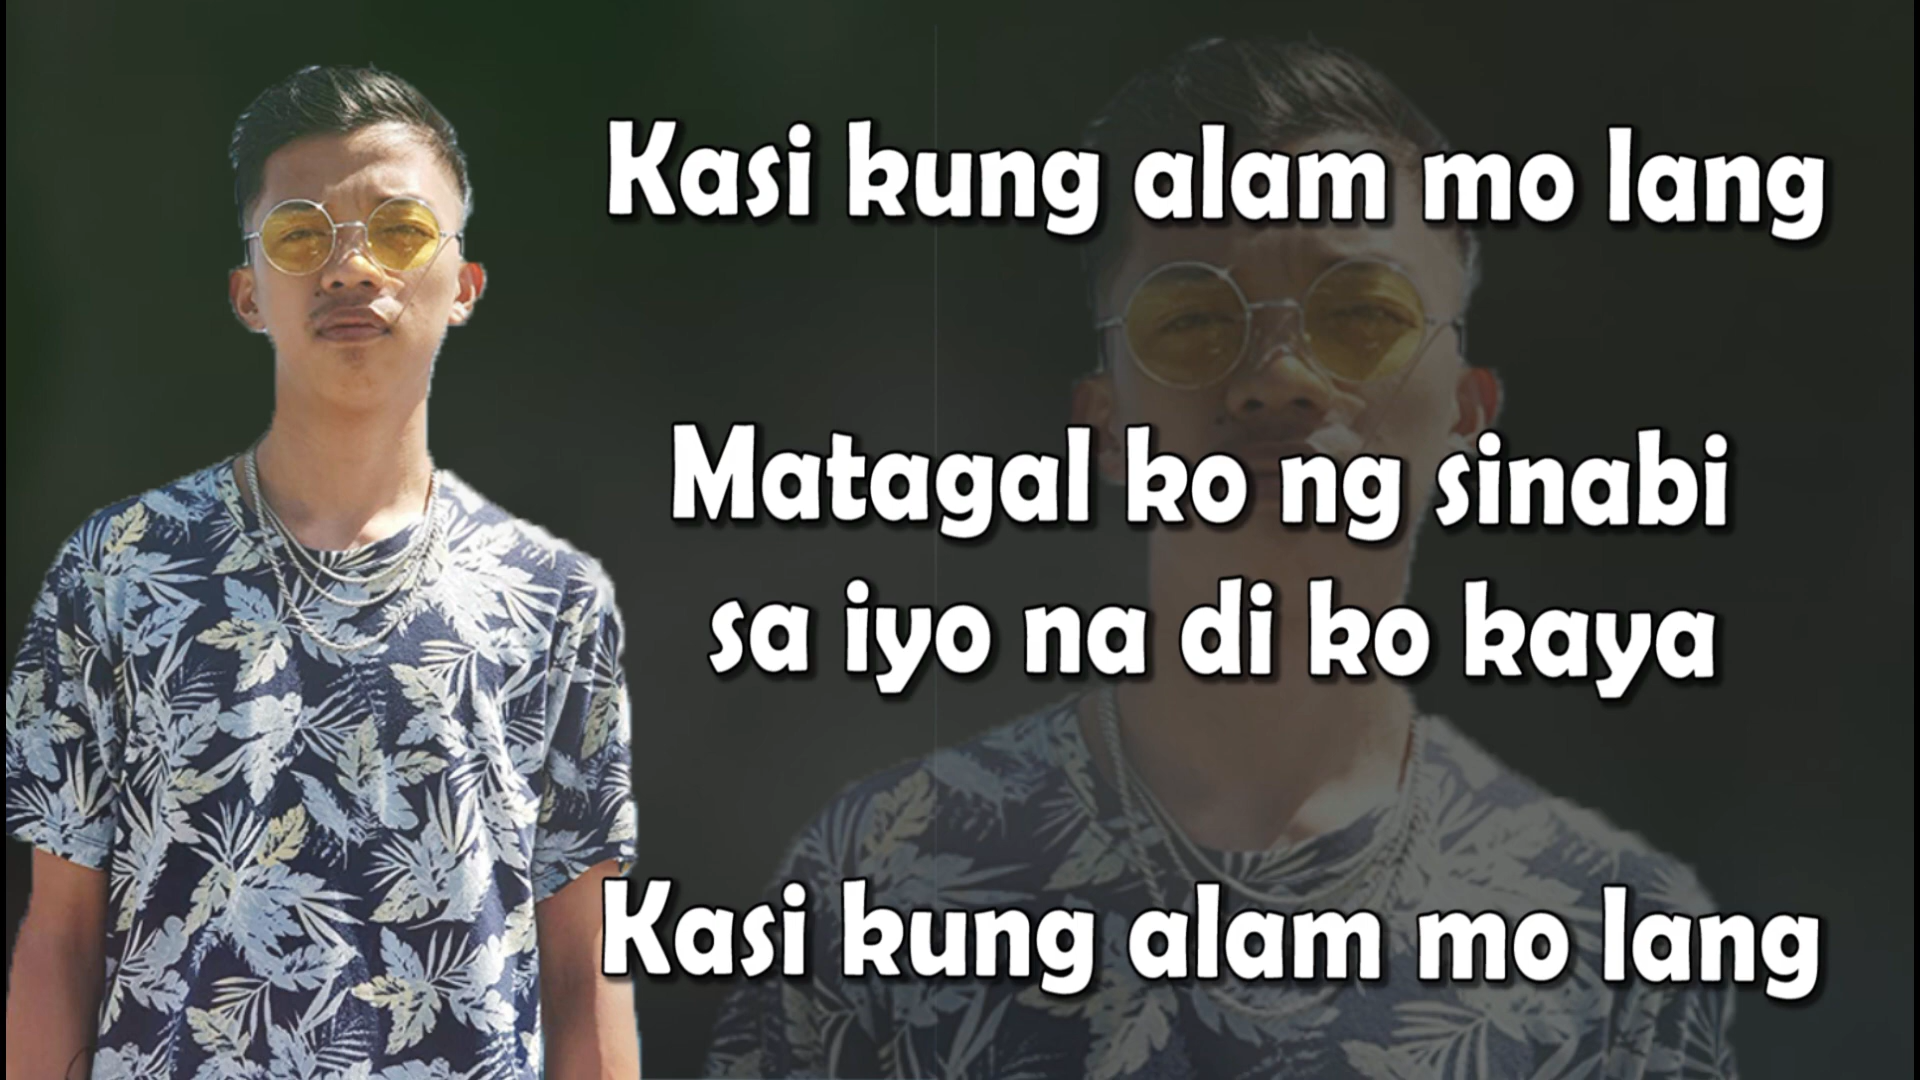 Kasi kung alam mo lang
Matagal ko ng sinabi
sa iyo na di ko kaya
Kasi kung alam mo lang